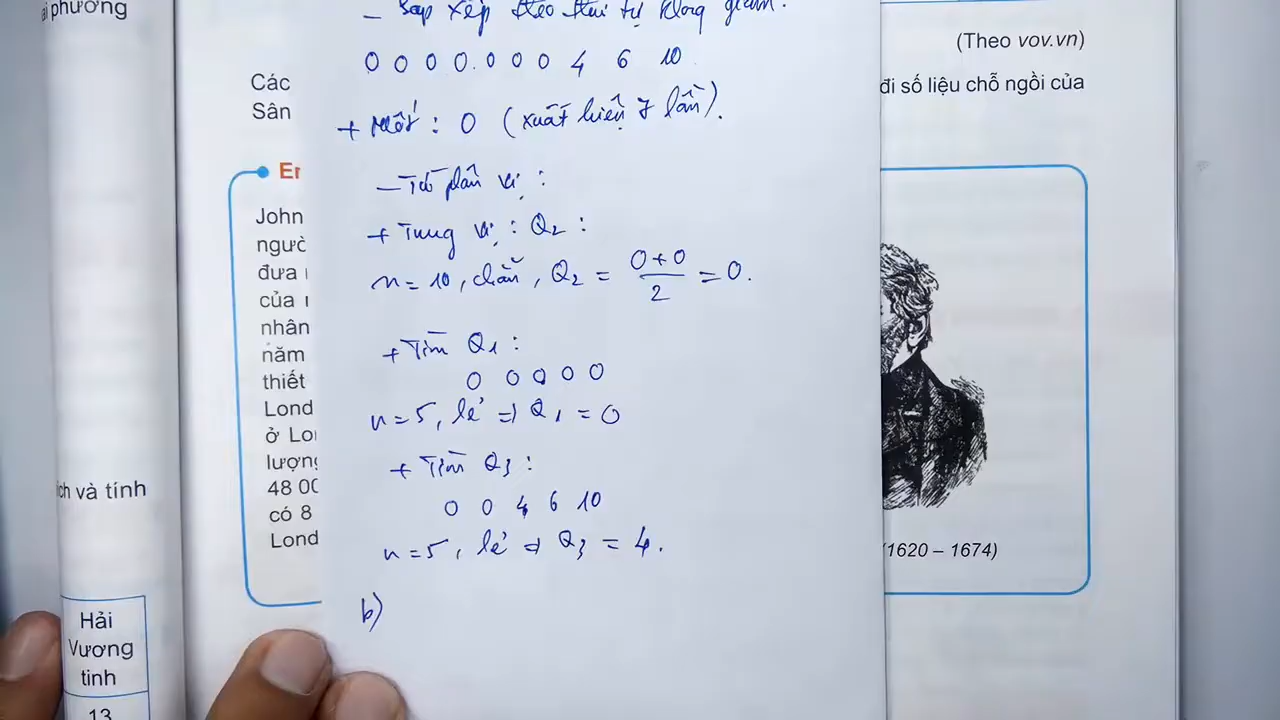 ại phương
- Sắp xếp theo thứ tự không giảm.
(Theo vov.vn)
0 0 0 0.0 0 0 4 6 10
Các
đi số liệu chỗ ngồi của
Sân
+ Mốt : 0 (xuất hiện 7 lần).
Er
- Tứ phân vị :
John
ngườ
đưa
của
nhân
năm
thiết
Lond
ở Lo
lượng
48 00
có 8
Lond
+ Trung vị : Q2 :
n = 10, chẵn, Q2 = (0+0)/2 = 0.
+ Tìm Q1 :
0 0 0 0 0
n = 5, lẻ ⇒ Q1 = 0
+ Tìm Q3 :
0 0 4 6 10
n = 5, lẻ ⇒ Q3 = 4.
b)
(1620 – 1674)
ích và tính
Hải
Vương
tinh
13